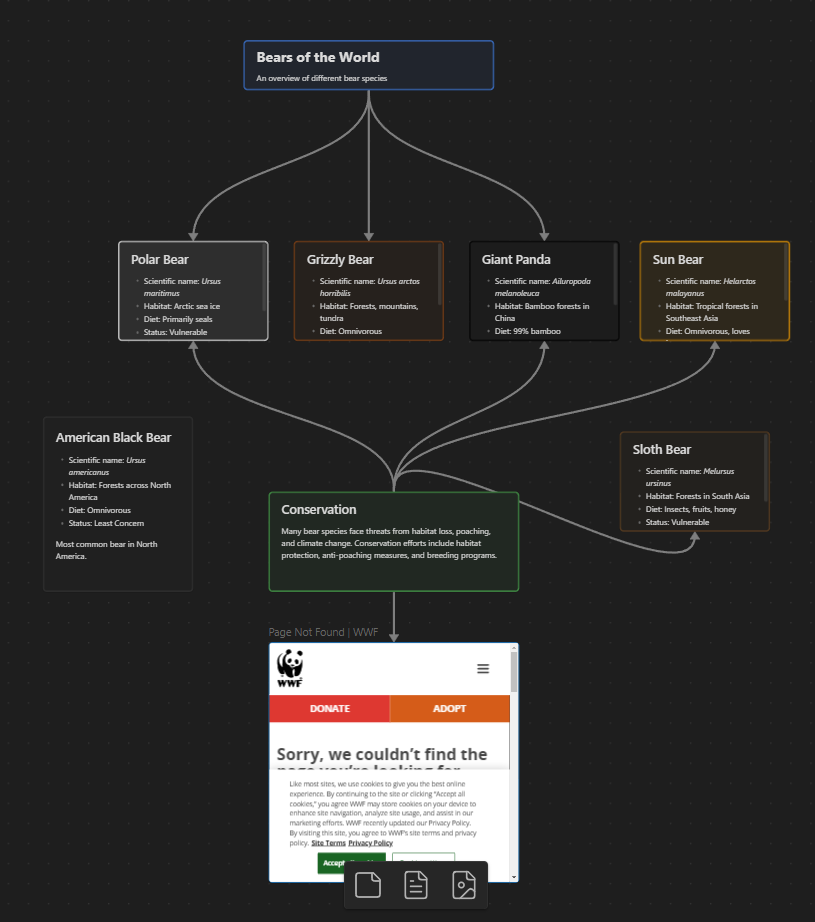 Bears of the World
An overview of different bear species
Polar Bear
Scientific name: Ursus
maritimus
Habitat: Arctic sea ice
Diet: Primarily seals
Status: Vulnerable
Grizzly Bear
Scientific name: Ursus arctos
horribilis
Habitat: Forests, mountains,
tundra
Diet: Omnivorous
Giant Panda
Scientific name: Ailuropoda
melanoleuca
Habitat: Bamboo forests in
China
Diet: 99% bamboo
Sun Bear
Scientific name: Helarctos
malayanus
Habitat: Tropical forests in
Southeast Asia
Diet: Omnivorous, loves
American Black Bear
Scientific name: Ursus
americanus
Habitat: Forests across North
America
Diet: Omnivorous
Status: Least Concern
Most common bear in North
America.
Sloth Bear
Scientific name: Melursus
ursinus
Habitat: Forests in South Asia
Diet: Insects, fruits, honey
Status: Vulnerable
Conservation
Many bear species face threats from habitat loss, poaching,
and climate change. Conservation efforts include habitat
protection, anti-poaching measures, and breeding programs.
Page Not Found | WWF
WWF
DONATE
ADOPT
Sorry, we couldn't find the
page you're looking for
Like most sites, we use cookies to give you the best online
experience. By continuing to the site or clicking "Accept all
cookies," you agree WWF may store cookies on your device to
enhance site navigation, analyze site usage, and assist in our
marketing efforts. WWF recently updated our Privacy Policy.
By visiting this site, you agree to WWF's site terms and privacy
policy. Site Terms Privacy Policy
Accept